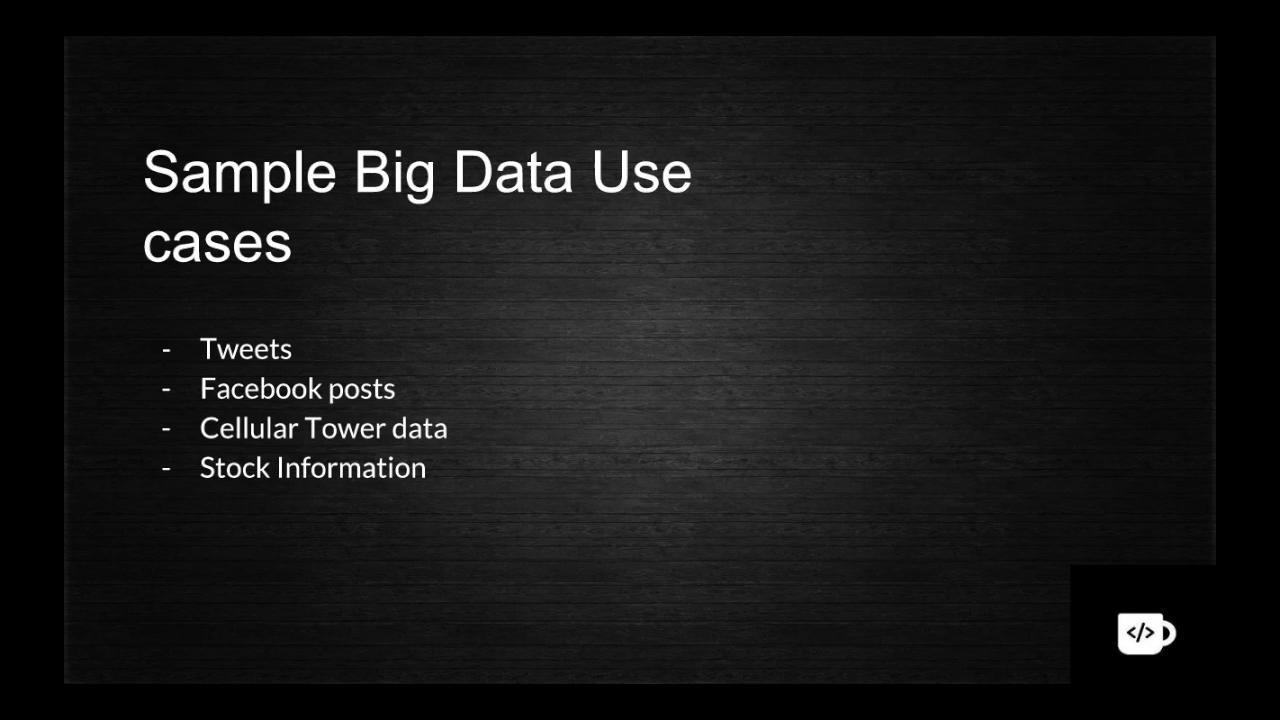 Sample Big Data Use
cases
- Tweets
- Facebook posts
- Cellular Tower data
- Stock Information
</>